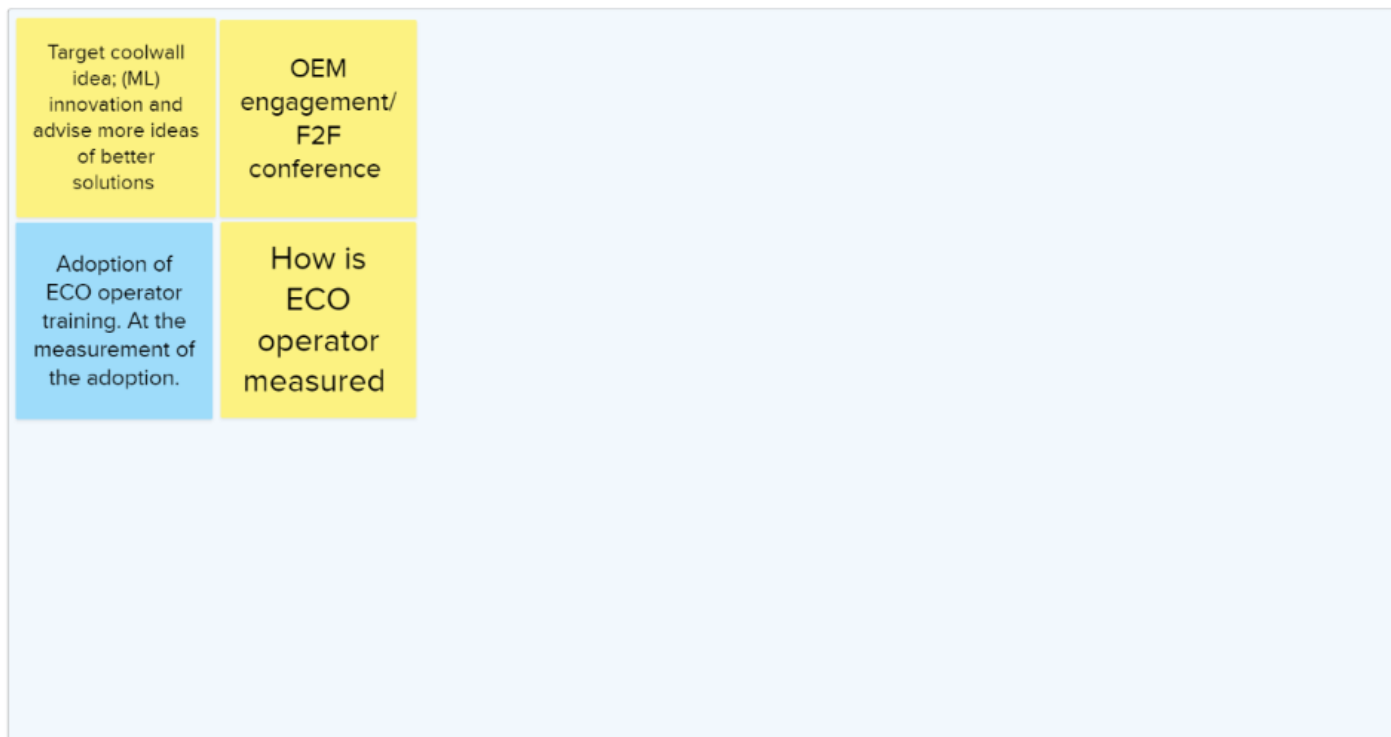 Target coolwall
idea; (ML)
innovation and
advise more ideas
of better
solutions
OEM
engagement/
F2F
conference
Adoption of
ECO operator
training. At the
measurement of
the adoption.
How is
ECO
operator
measured